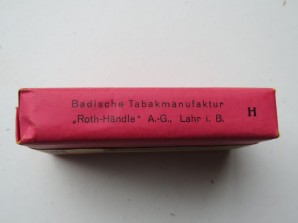 Badische Tabakmanufaktur
„Roth-Händle" A.-G., Lahr i. B.
H